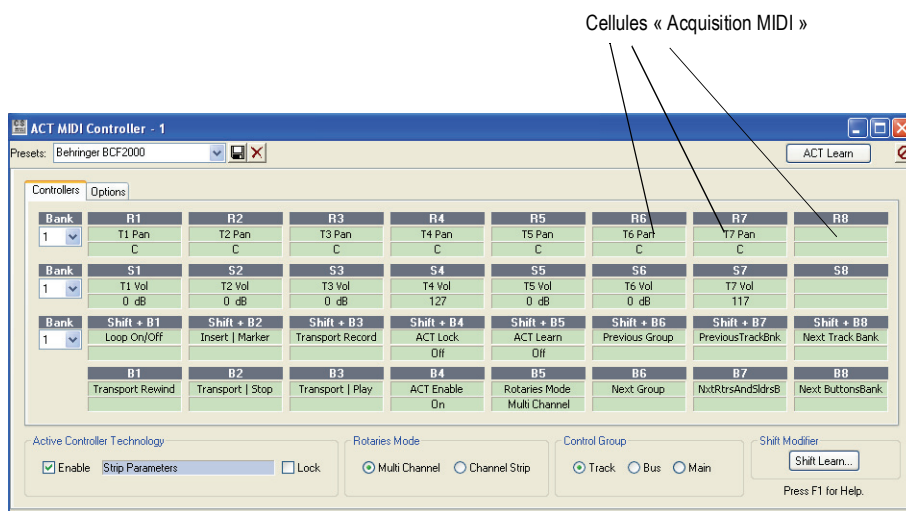 Cellules « Acquisition MIDI »
ACT MIDI Controller - 1
Presets: Behringer BCF2000 ACT Learn
Controllers Options
Bank R1 R2 R3 R4 R5 R6 R7 R8
1 T1 Pan T2 Pan T3 Pan T4 Pan T5 Pan T6 Pan T7 Pan
C C C C C C C
Bank S1 S2 S3 S4 S5 S6 S7 S8
1 T1 Vol T2 Vol T3 Vol T4 Vol T5 Vol T6 Vol T7 Vol
0 dB 0 dB 0 dB 127 0 dB 0 dB 117
Bank Shift + B1 Shift + B2 Shift + B3 Shift + B4 Shift + B5 Shift + B6 Shift + B7 Shift + B8
1 Loop On/Off Insert | Marker Transport Record ACT Lock ACT Learn Previous Group PreviousTrackBnk Next Track Bank
Off Off
B1 B2 B3 B4 B5 B6 B7 B8
Transport Rewind Transport | Stop Transport | Play ACT Enable Rotaries Mode Next Group NxtRtrsAndSldrsB Next ButtonsBank
On Multi Channel
Active Controller Technology Rotaries Mode Control Group Shift Modifier
Enable Strip Parameters Lock Multi Channel Channel Strip Track Bus Main Shift Learn...
Press F1 for Help.